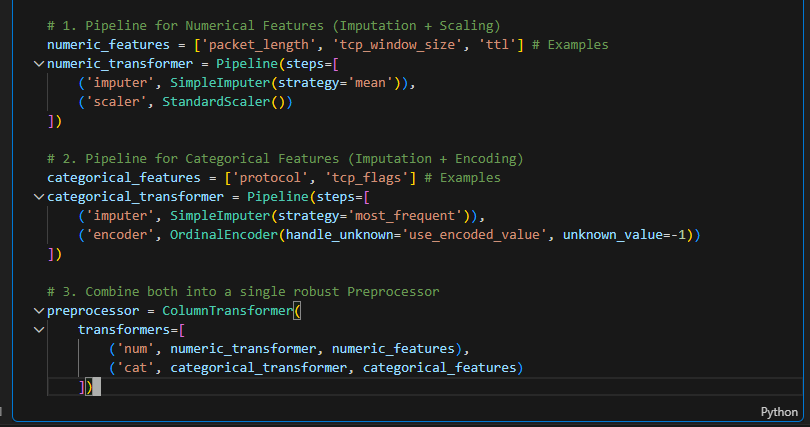 # 1. Pipeline for Numerical Features (Imputation + Scaling)
numeric_features = ['packet_length', 'tcp_window_size', 'ttl'] # Examples
numeric_transformer = Pipeline(steps=[
    ('imputer', SimpleImputer(strategy='mean')),
    ('scaler', StandardScaler())
])

# 2. Pipeline for Categorical Features (Imputation + Encoding)
categorical_features = ['protocol', 'tcp_flags'] # Examples
categorical_transformer = Pipeline(steps=[
    ('imputer', SimpleImputer(strategy='most_frequent')),
    ('encoder', OrdinalEncoder(handle_unknown='use_encoded_value', unknown_value=-1))
])

# 3. Combine both into a single robust Preprocessor
preprocessor = ColumnTransformer(
    transformers=[
        ('num', numeric_transformer, numeric_features),
        ('cat', categorical_transformer, categorical_features)
    ])
Python